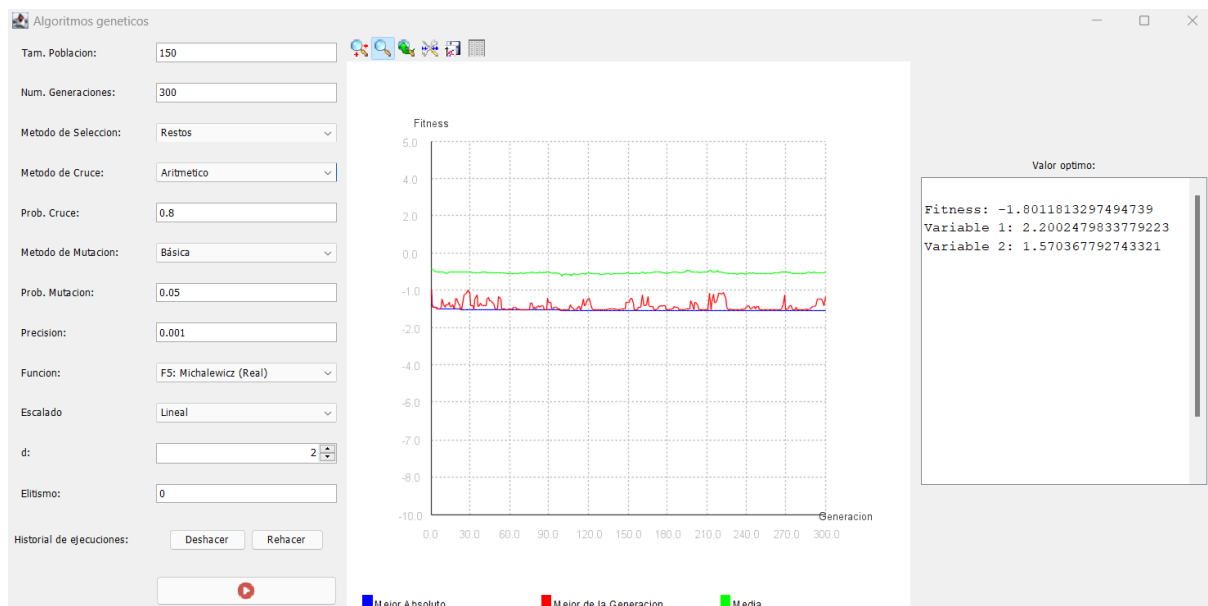 Algoritmos geneticos
Tam. Poblacion: 150
Num. Generaciones: 300
Metodo de Seleccion: Restos
Metodo de Cruce: Aritmetico
Prob. Cruce: 0.8
Metodo de Mutacion: Básica
Prob. Mutacion: 0.05
Precision: 0.001
Funcion: F5: Michalewicz (Real)
Escalado Lineal
d: 2
Elitismo: 0
Historial de ejecuciones: Deshacer Rehacer
Fitness
5.0
4.0
2.0
0.0
-1.0
-2.0
-4.0
-6.0
-7.0
-8.0
-10.0
Generacion
0.0 30.0 60.0 90.0 120.0 150.0 180.0 210.0 240.0 270.0 300.0
Mejor Absoluto Mejor de la Generacion Media
Valor optimo:
Fitness: -1.8011813297494739
Variable 1: 2.2002479833779223
Variable 2: 1.570367792743321